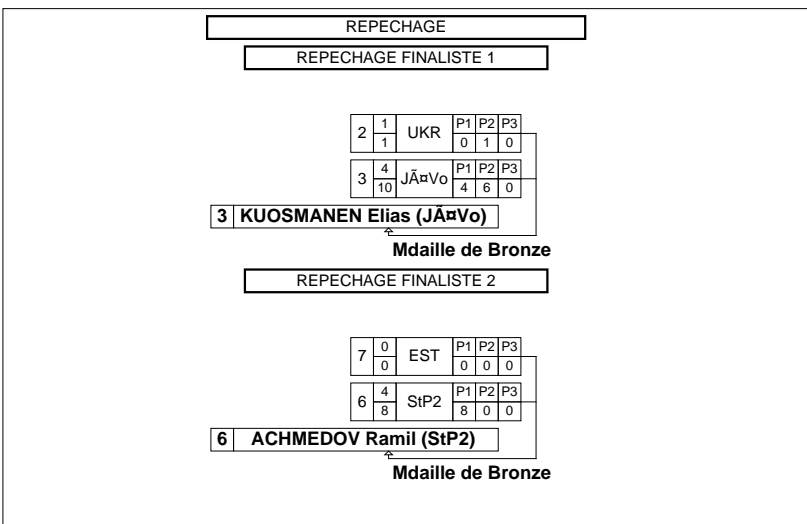 REPECHAGE
REPECHAGE FINALISTE 1
2 1 1 UKR P1 P2 P3
0 1 0
3 4 10 JÃ¤Vo P1 P2 P3
4 6 0
3 KUOSMANEN Elias (JÃ¤Vo)
Mdaille de Bronze
REPECHAGE FINALISTE 2
7 0 0 EST P1 P2 P3
0 0 0
6 4 8 StP2 P1 P2 P3
8 0 0
6 ACHMEDOV Ramil (StP2)
Mdaille de Bronze